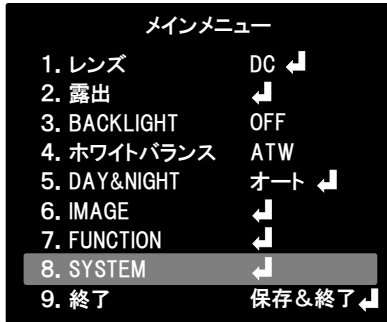 メインメニュー
1. レンズ DC ↲
2. 露出 ↲
3. BACKLIGHT OFF
4. ホワイトバランス ATW
5. DAY&NIGHT オート ↲
6. IMAGE ↲
7. FUNCTION ↲
8. SYSTEM ↲
9. 終了 保存&終了↲